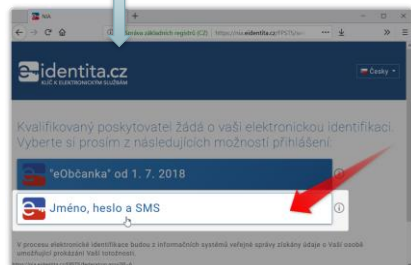 NIA
Správa základních registrů (CZ)
https://nia.eidentita.cz/FPSTS/
e-identita.cz
KLÍČ K ELEKTRONICKÝM SLUŽBÁM
Česky
Kvalifikovaný poskytovatel žádá o vaši elektronickou identifikaci.
Vyberte si prosím z následujících možností přihlášení:
"eObčanka" od 1. 7. 2018
Jméno, heslo a SMS
V procesu elektronické identifikace budou z informačních systémů veřejné správy získány údaje o Vaší osobě
umožňující prokázání Vaší totožnosti.